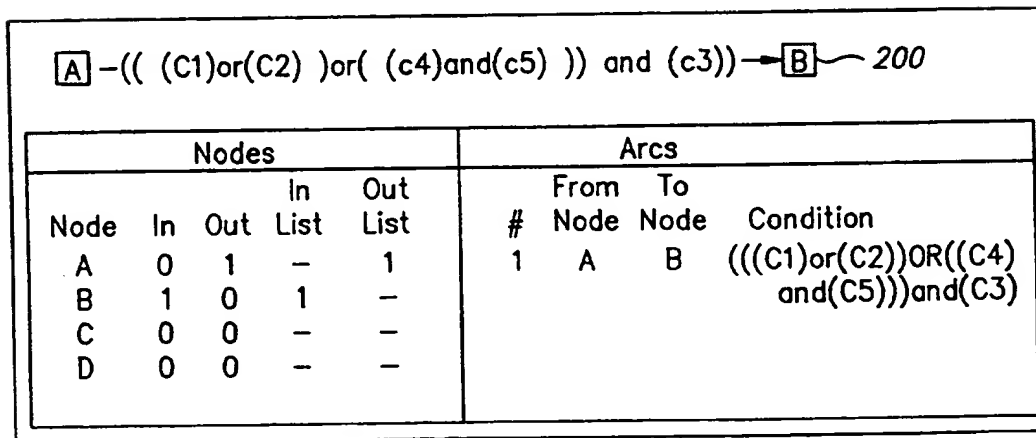 A -(( (C1)or(C2) )or( (c4)and(c5) )) and (c3))→ B 200
Nodes Arcs
In Out From To
Node In Out List List # Node Node Condition
A 0 1 – 1 1 A B (((C1)or(C2))OR((C4)
B 1 0 1 – and(C5)))and(C3)
C 0 0 – –
D 0 0 – –